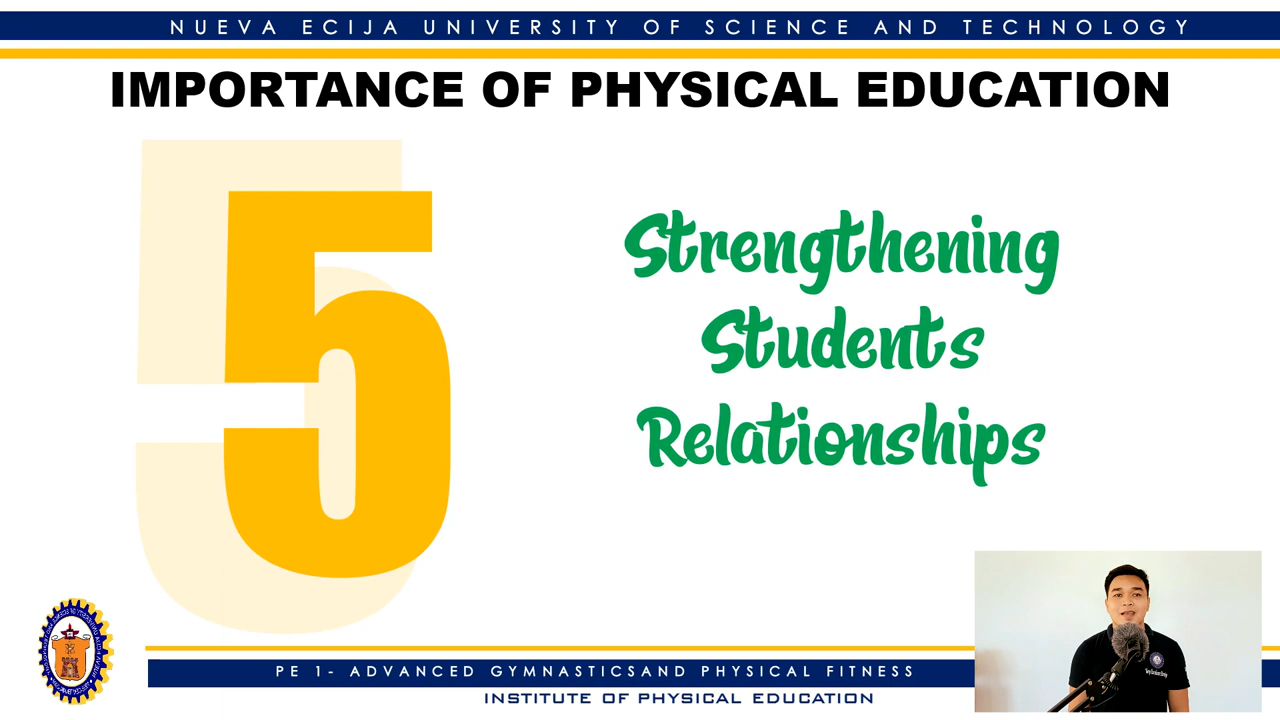 NUEVA ECIJA UNIVERSITY OF SCIENCE AND TECHNOLOGY
IMPORTANCE OF PHYSICAL EDUCATION
5
Strengthening
Students
Relationships
PE 1- ADVANCED GYMNASTICSAND PHYSICAL FITNESS
INSTITUTE OF PHYSICAL EDUCATION